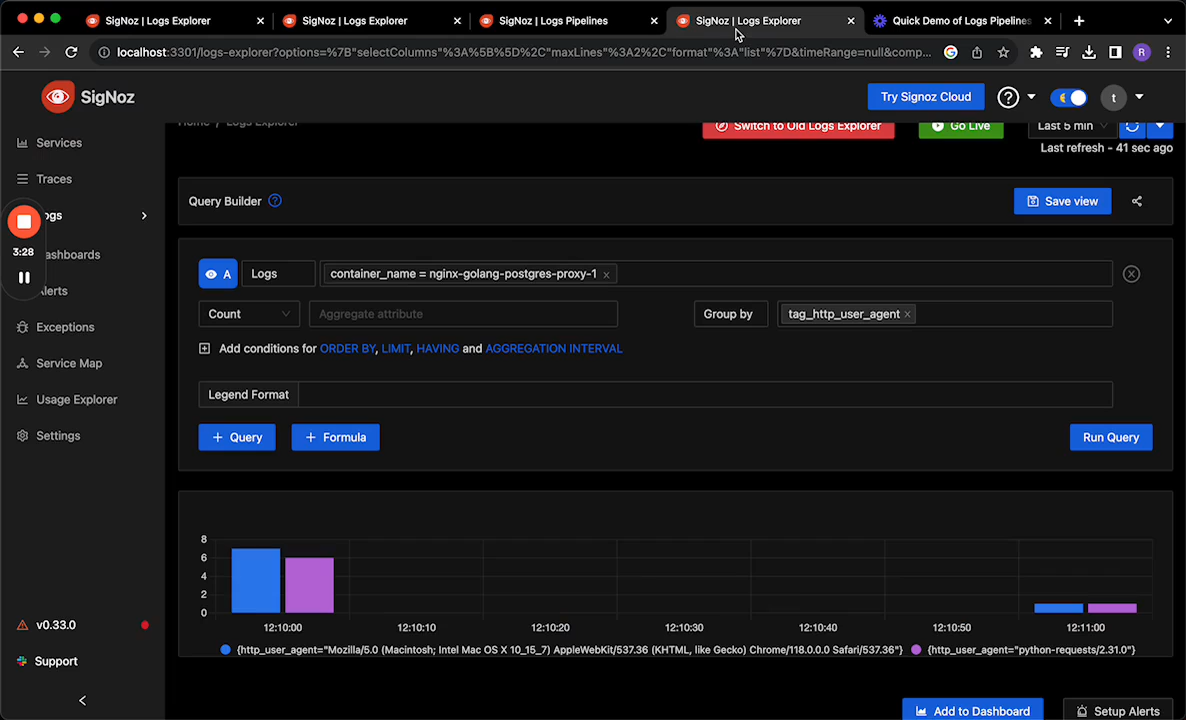 SigNoz | Logs Explorer
SigNoz | Logs Explorer
SigNoz | Logs Pipelines
SigNoz | Logs Explorer
Quick Demo of Logs Pipelines
localhost:3301/logs-explorer?options=%7B"selectColumns"%3A%5B%5D%2C"maxLines"%3A2%2C"format"%3A"list"%7D&timeRange=null&comp...
R
SigNoz
Try Signoz Cloud
t
Home / Logs Explorer
Switch to Old Logs Explorer
Go Live
Last 5 min
Last refresh - 41 sec ago
Services
Traces
ogs
ashboards
lerts
Exceptions
Service Map
Usage Explorer
Settings
3:28
Query Builder
Save view
A
Logs
container_name = nginx-golang-postgres-proxy-1
Count
Aggregate attribute
Group by
tag_http_user_agent
Add conditions for ORDER BY, LIMIT, HAVING and AGGREGATION INTERVAL
Legend Format
+ Query
+ Formula
Run Query
8
6
4
2
0
12:10:00
12:10:10
12:10:20
12:10:30
12:10:40
12:10:50
12:11:00
{http_user_agent="Mozilla/5.0 (Macintosh; Intel Mac OS X 10_15_7) AppleWebKit/537.36 (KHTML, like Gecko) Chrome/118.0.0.0 Safari/537.36"}
{http_user_agent="python-requests/2.31.0"}
v0.33.0
Support
Add to Dashboard
Setup Alerts